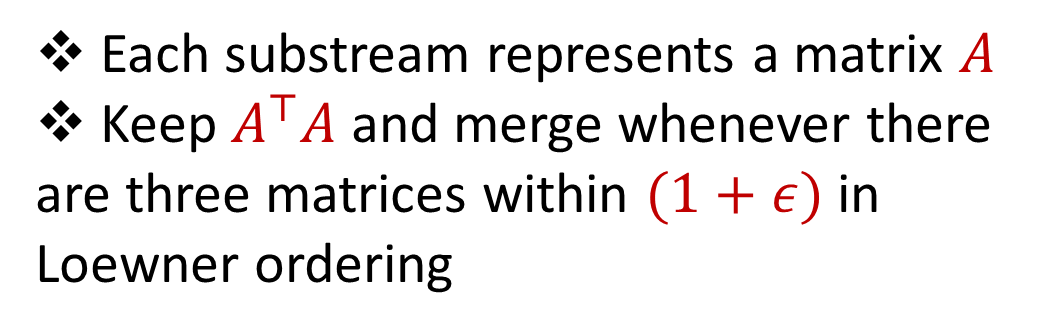 ❖ Each substream represents a matrix A
❖ Keep A⊤A and merge whenever there
are three matrices within (1 + ϵ) in
Loewner ordering